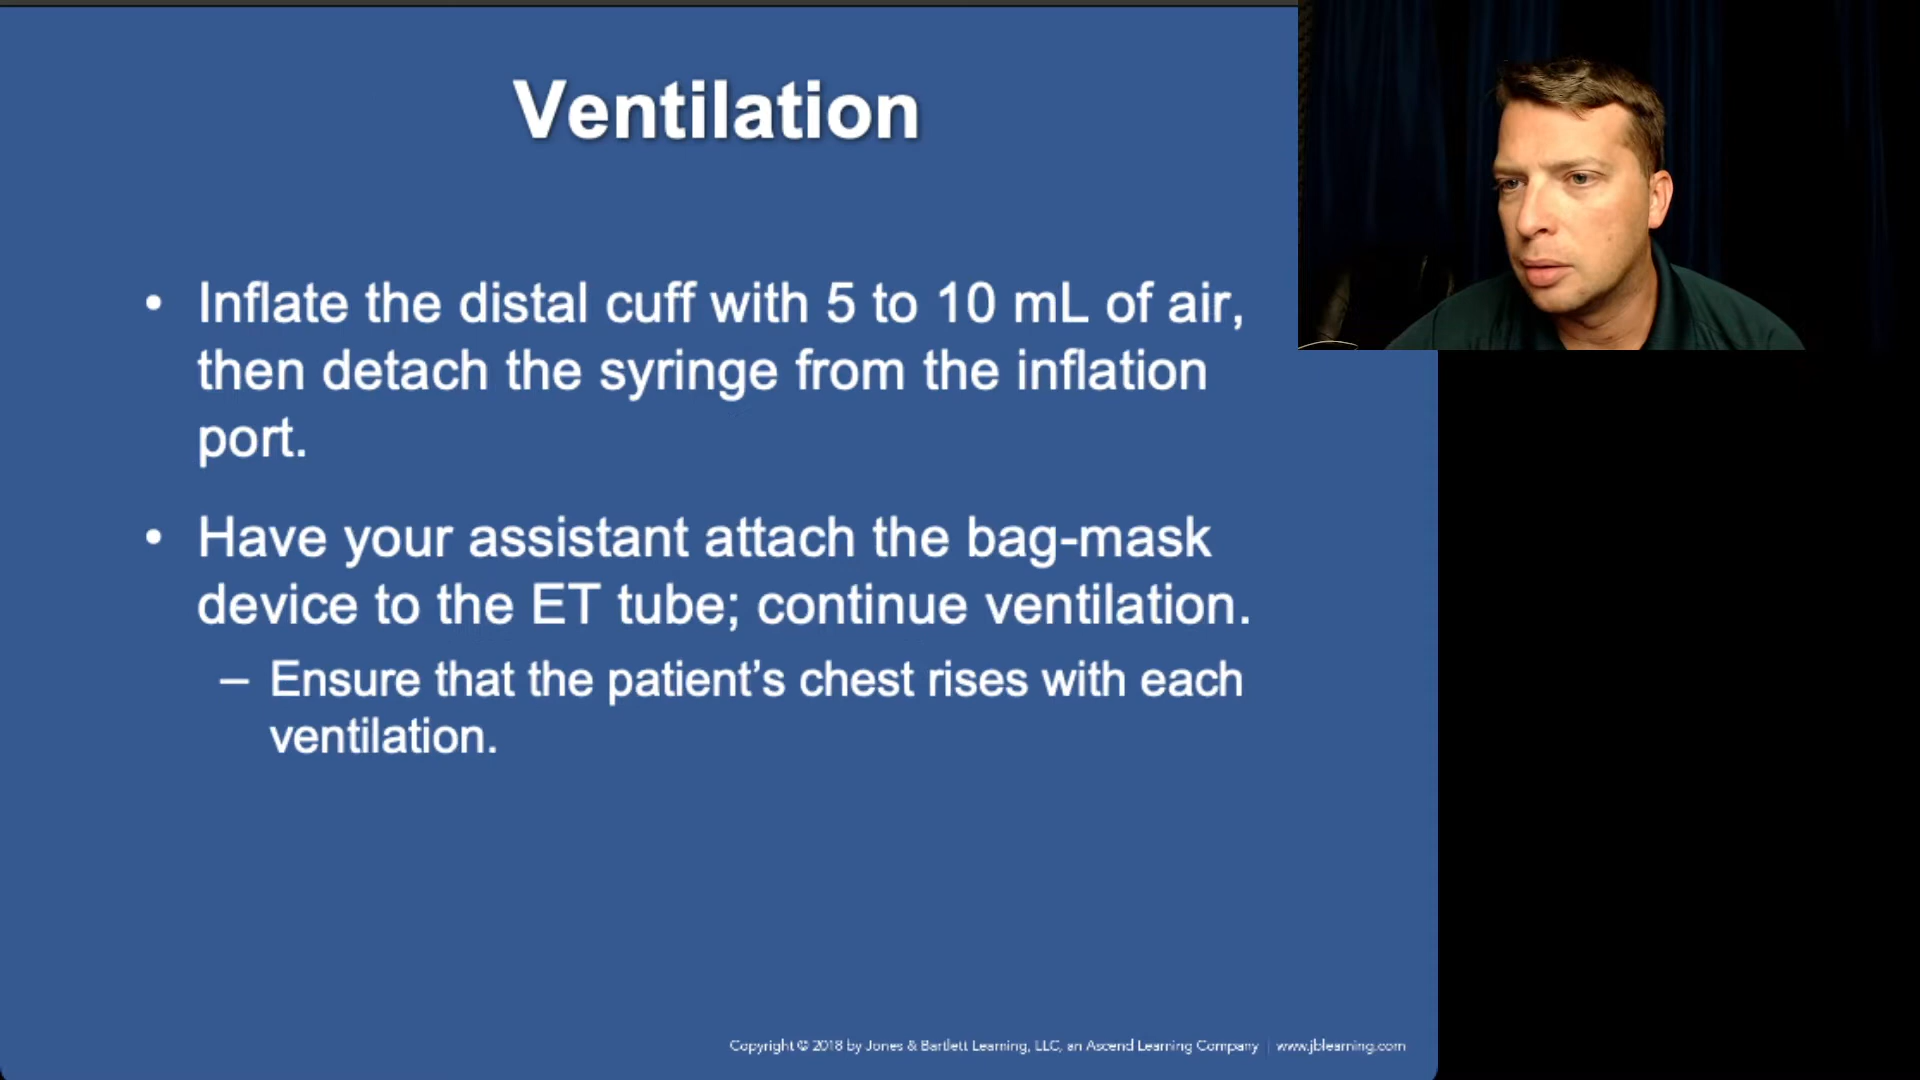 Ventilation
• Inflate the distal cuff with 5 to 10 mL of air,
then detach the syringe from the inflation
port.
• Have your assistant attach the bag-mask
device to the ET tube; continue ventilation.
– Ensure that the patient’s chest rises with each
ventilation.
Copyright © 2018 by Jones & Bartlett Learning, LLC, an Ascend Learning Company | www.jblearning.com